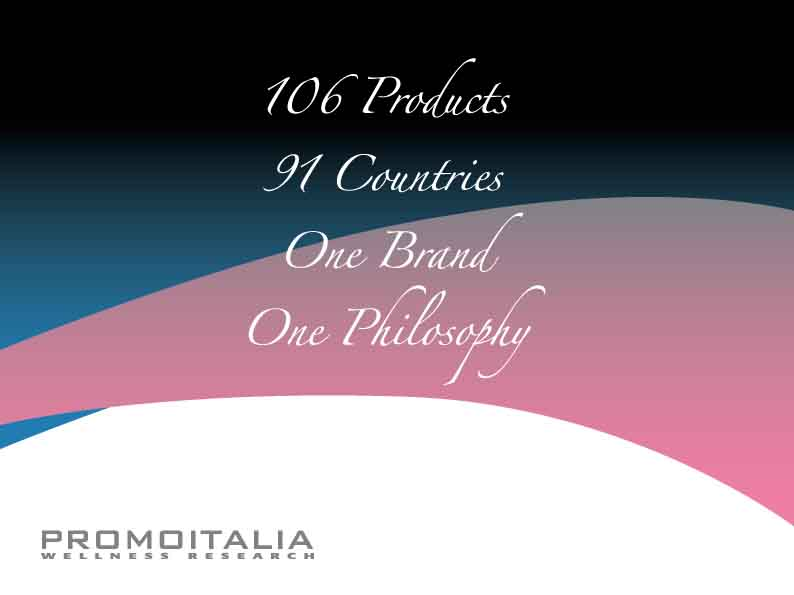 106 Products
91 Countries
One Brand
One Philosophy
PROMOITALIA
WELLNESS RESEARCH